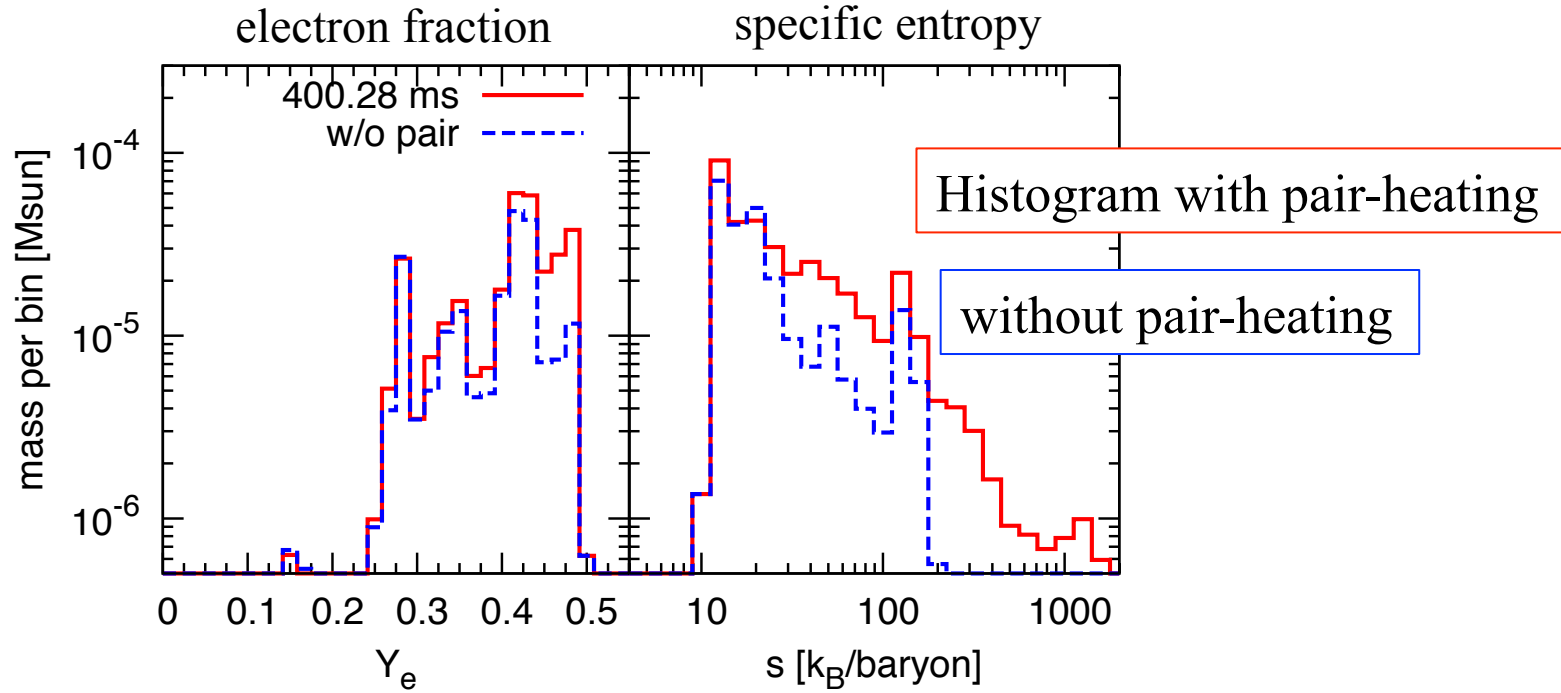 electron fraction
specific entropy
400.28 ms
w/o pair
Histogram with pair-heating
without pair-heating
mass per bin [Msun]
10^-4
10^-5
10^-6
0 0.1 0.2 0.3 0.4 0.5
10 100 1000
Y_e
s [k_B/baryon]